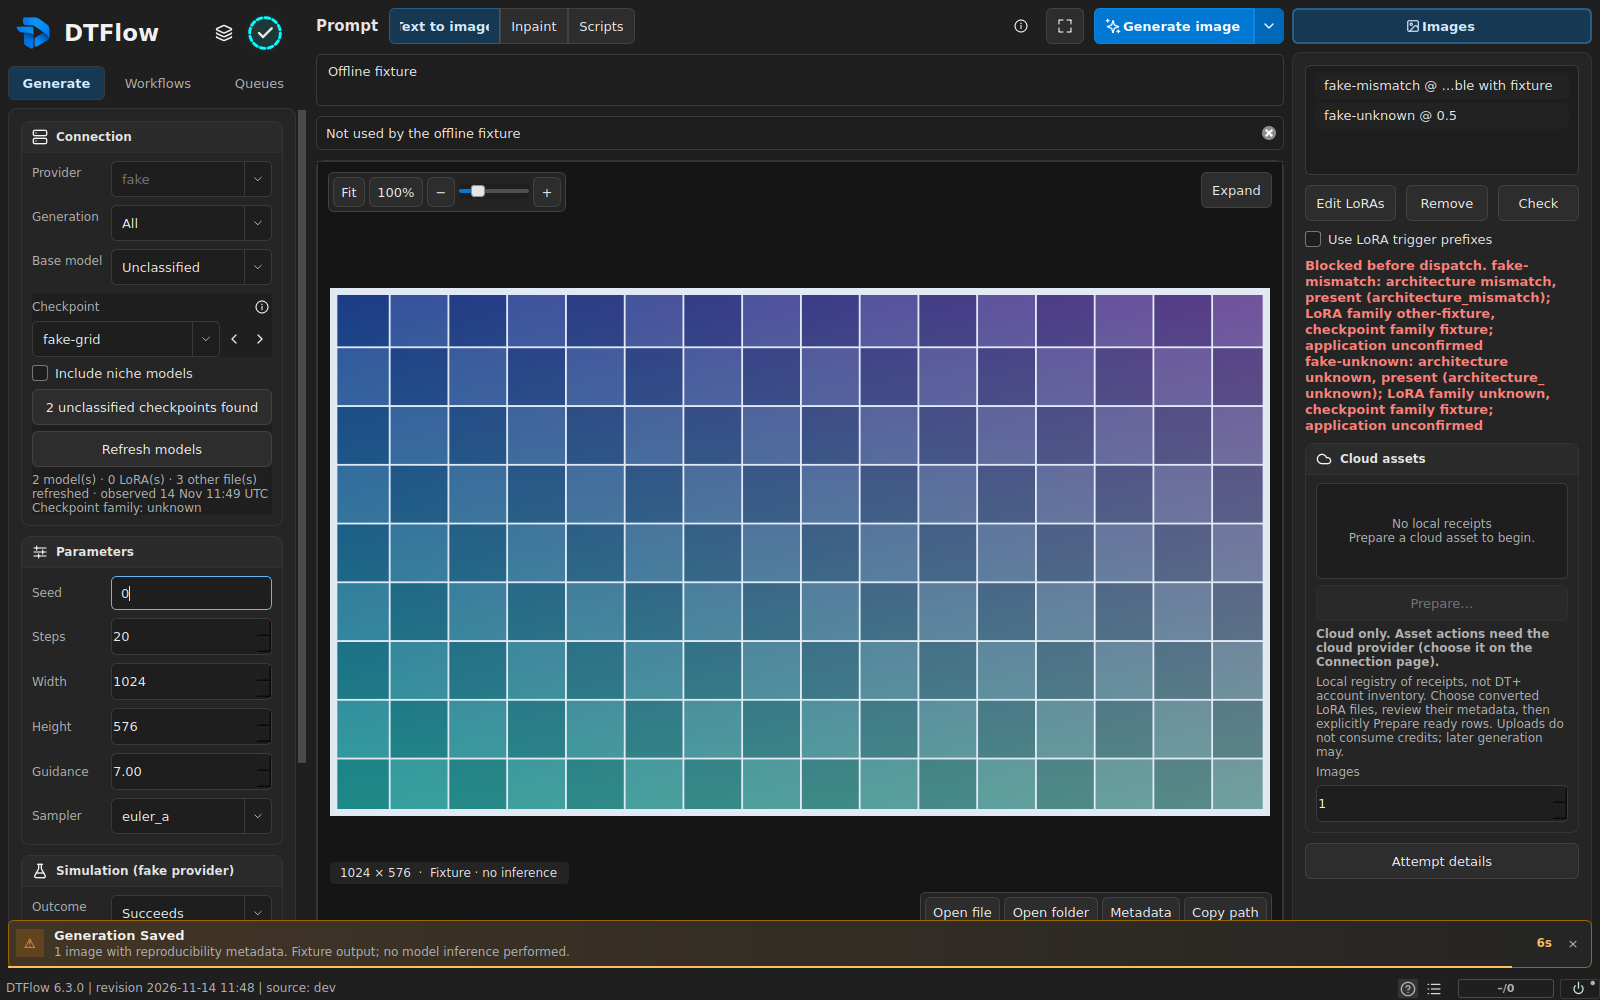 DTFlow
Generate
Workflows
Queues
Connection
Provider
fake
Generation
All
Base model
Unclassified
Checkpoint
fake-grid
Include niche models
2 unclassified checkpoints found
Refresh models
2 model(s) · 0 LoRA(s) · 3 other file(s)
refreshed · observed 14 Nov 11:49 UTC
Checkpoint family: unknown
Parameters
Seed
0
Steps
20
Width
1024
Height
576
Guidance
7.00
Sampler
euler_a
Simulation (fake provider)
Outcome
Succeeds
Prompt
Text to image
Inpaint
Scripts
Generate image
Offline fixture
Not used by the offline fixture
Fit
100%
−
+
Expand
1024 × 576 · Fixture · no inference
Open file
Open folder
Metadata
Copy path
Images
fake-mismatch @ ...ble with fixture
fake-unknown @ 0.5
Edit LoRAs
Remove
Check
Use LoRA trigger prefixes
Blocked before dispatch. fake-
mismatch: architecture mismatch,
present (architecture_mismatch);
LoRA family other-fixture,
checkpoint family fixture;
application unconfirmed
fake-unknown: architecture
unknown, present (architecture_
unknown); LoRA family unknown,
checkpoint family fixture;
application unconfirmed
Cloud assets
No local receipts
Prepare a cloud asset to begin.
Prepare...
Cloud only. Asset actions need the
cloud provider (choose it on the
Connection page).
Local registry of receipts, not DT+
account inventory. Choose converted
LoRA files, review their metadata, then
explicitly Prepare ready rows. Uploads do
not consume credits; later generation
may.
Images
1
Attempt details
Generation Saved
1 image with reproducibility metadata. Fixture output; no model inference performed.
6s
DTFlow 6.3.0 | revision 2026-11-14 11:48 | source: dev
–/0